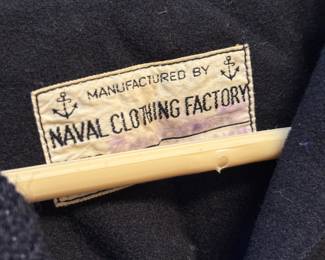 MANUFACTURED BY
NAVAL CLOTHING FACTORY